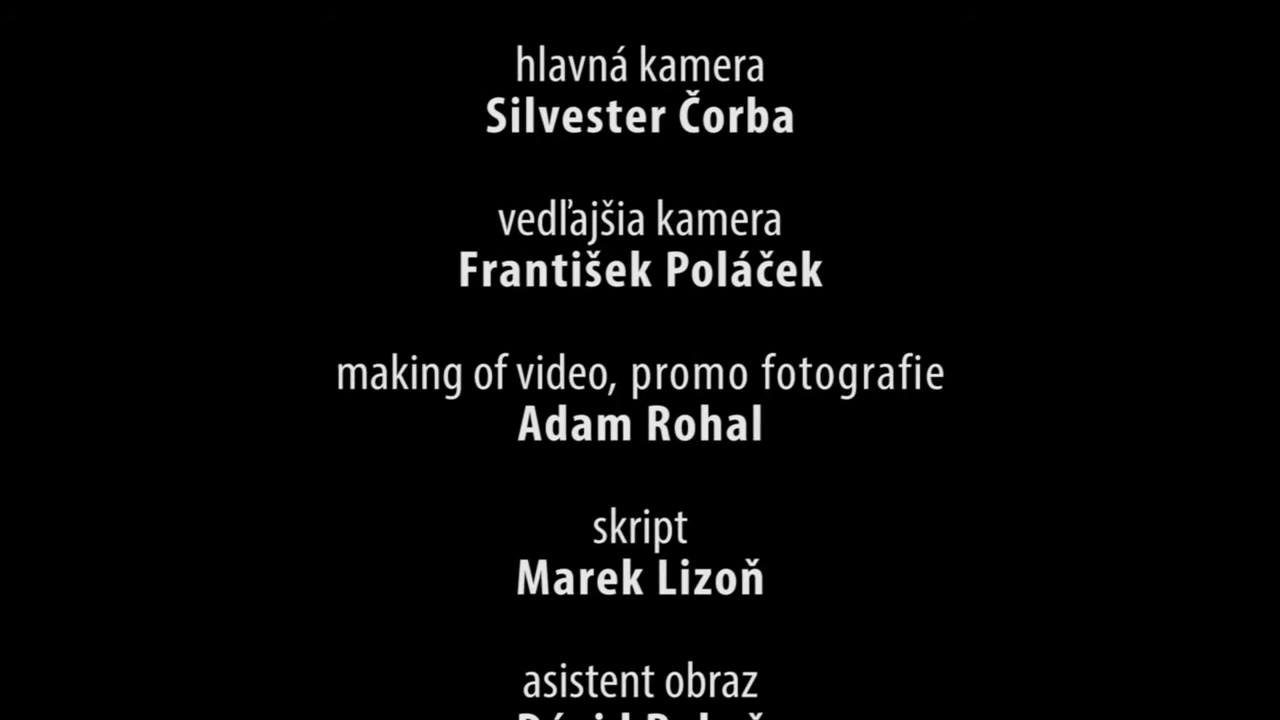 hlavná kamera
Silvester Čorba
vedľajšia kamera
František Poláček
making of video, promo fotografie
Adam Rohal
skript
Marek Lizoň
asistent obraz